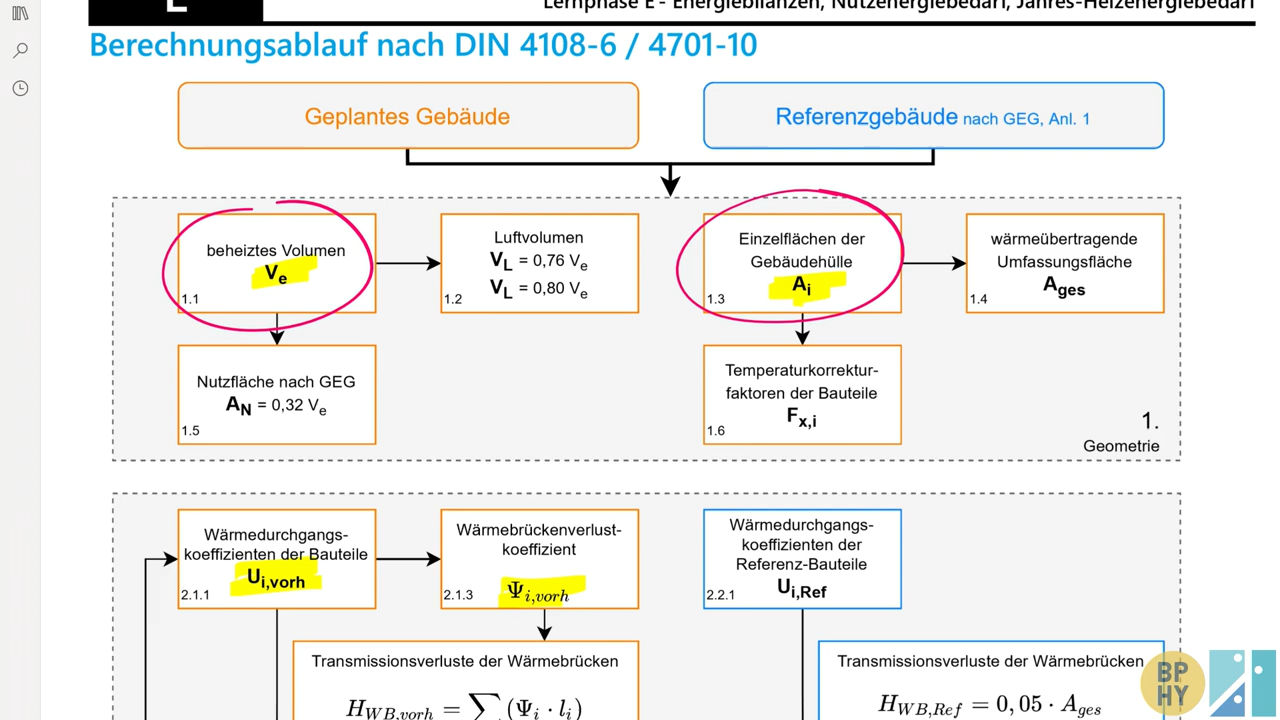 E
Lernphase E - Energiebilanzen, Nutzenergiebedarf, Jahres-Heizenergiebedarf
Berechnungsablauf nach DIN 4108-6 / 4701-10
Geplantes Gebäude
Referenzgebäude nach GEG, Anl. 1
beheiztes Volumen
Ve
1.1
Luftvolumen
VL = 0,76 Ve
VL = 0,80 Ve
1.2
Einzelflächen der
Gebäudehülle
Ai
1.3
wärmeübertragende
Umfassungsfläche
Ages
1.4
Nutzfläche nach GEG
AN = 0,32 Ve
1.5
Temperaturkorrektur-
faktoren der Bauteile
Fx,i
1.6
1.
Geometrie
Wärmedurchgangs-
koeffizienten der Bauteile
Ui,vorh
2.1.1
Wärmebrückenverlust-
koeffizient
Ψi,vorh
2.1.3
Wärmedurchgangs-
koeffizienten der
Referenz-Bauteile
Ui,Ref
2.2.1
Transmissionsverluste der Wärmebrücken
HWB,vorh = ∑ (Ψi · li)
Transmissionsverluste der Wärmebrücken
HWB,Ref = 0,05 · Ages
BP
HY